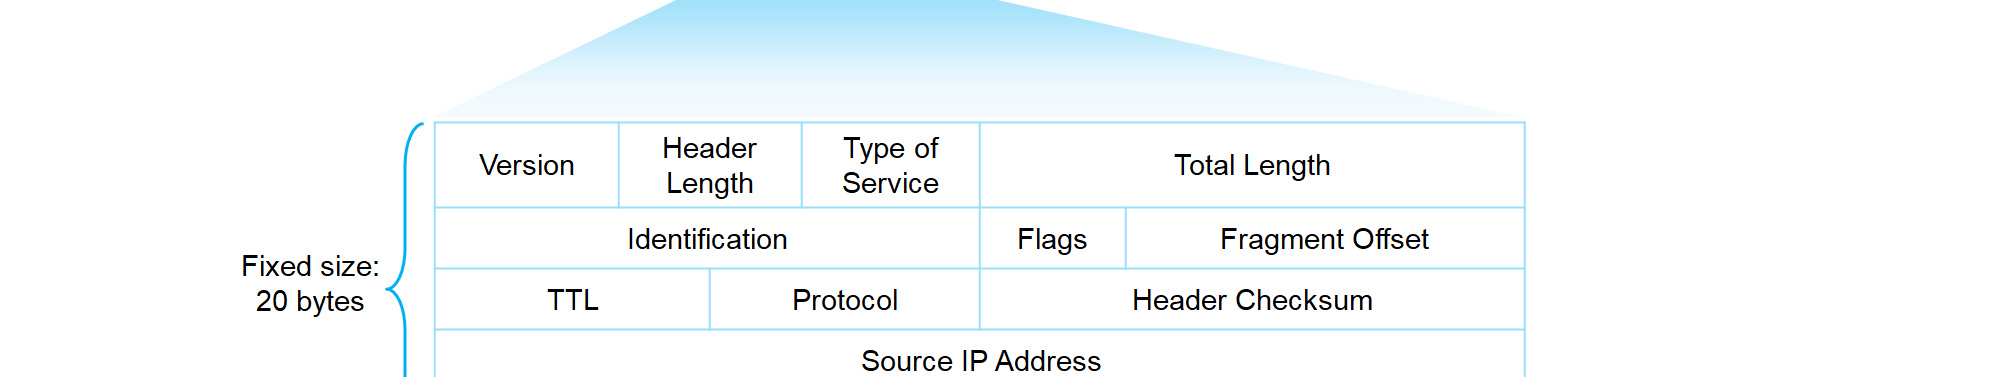 Version
Header
Length
Type of
Service
Total Length
Identification
Flags
Fragment Offset
Fixed size:
20 bytes
TTL
Protocol
Header Checksum
Source IP Address